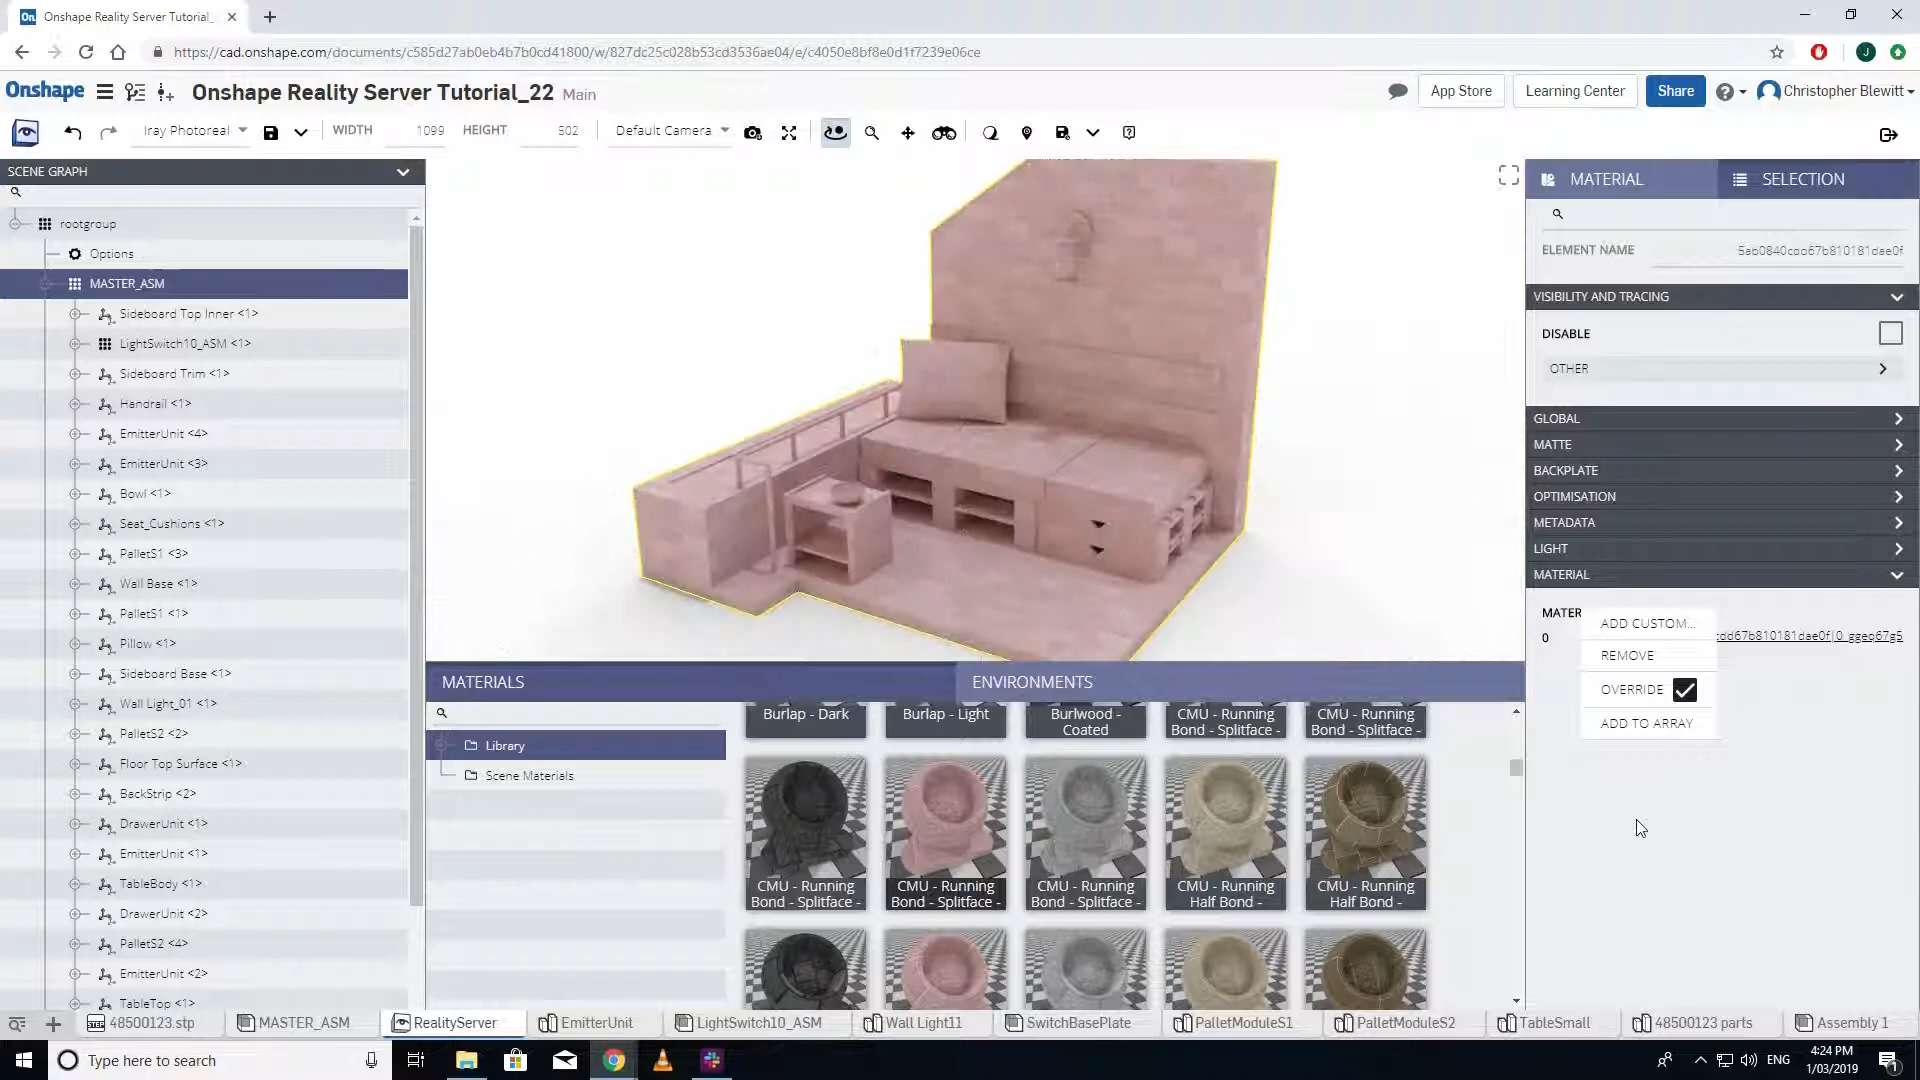 On. Onshape Reality Server Tutorial_
https://cad.onshape.com/documents/c585d27ab0eb4b7b0cd41800/w/827dc25c028b53cd3536ae04/e/c4050e8bf8e0d1f7239e06ce
J
Onshape Onshape Reality Server Tutorial_22 Main App Store Learning Center Share Christopher Blewitt
Iray Photoreal WIDTH 1099 HEIGHT 502 Default Camera
SCENE GRAPH
rootgroup
Options
MASTER_ASM
Sideboard Top Inner <1>
LightSwitch10_ASM <1>
Sideboard Trim <1>
Handrail <1>
EmitterUnit <4>
EmitterUnit <3>
Bowl <1>
Seat_Cushions <1>
PalletS1 <3>
Wall Base <1>
PalletS1 <1>
Pillow <1>
Sideboard Base <1>
Wall Light_01 <1>
PalletS2 <2>
Floor Top Surface <1>
BackStrip <2>
DrawerUnit <1>
EmitterUnit <1>
TableBody <1>
DrawerUnit <2>
PalletS2 <4>
EmitterUnit <2>
TableTop <1>
MATERIALS ENVIRONMENTS
Library
Scene Materials
Burlap - Dark
Burlap - Light
Burlwood -
Coated
CMU - Running
Bond - Splitface -
CMU - Running
Bond - Splitface -
CMU - Running
Bond - Splitface -
CMU - Running
Bond - Splitface -
CMU - Running
Bond - Splitface -
CMU - Running
Half Bond -
CMU - Running
Half Bond -
MATERIAL SELECTION
ELEMENT NAME
VISIBILITY AND TRACING
DISABLE
OTHER
GLOBAL
MATTE
BACKPLATE
OPTIMISATION
METADATA
LIGHT
MATERIAL
MATER
0
ADD CUSTOM...
REMOVE
OVERRIDE
ADD TO ARRAY
48500123.stp MASTER_ASM RealityServer EmitterUnit LightSwitch10_ASM Wall Light11 SwitchBasePlate PalletModuleS1 PalletModuleS2 TableSmall 48500123 parts Assembly 1
Type here to search
ENG
4:24 PM
1/03/2019
1